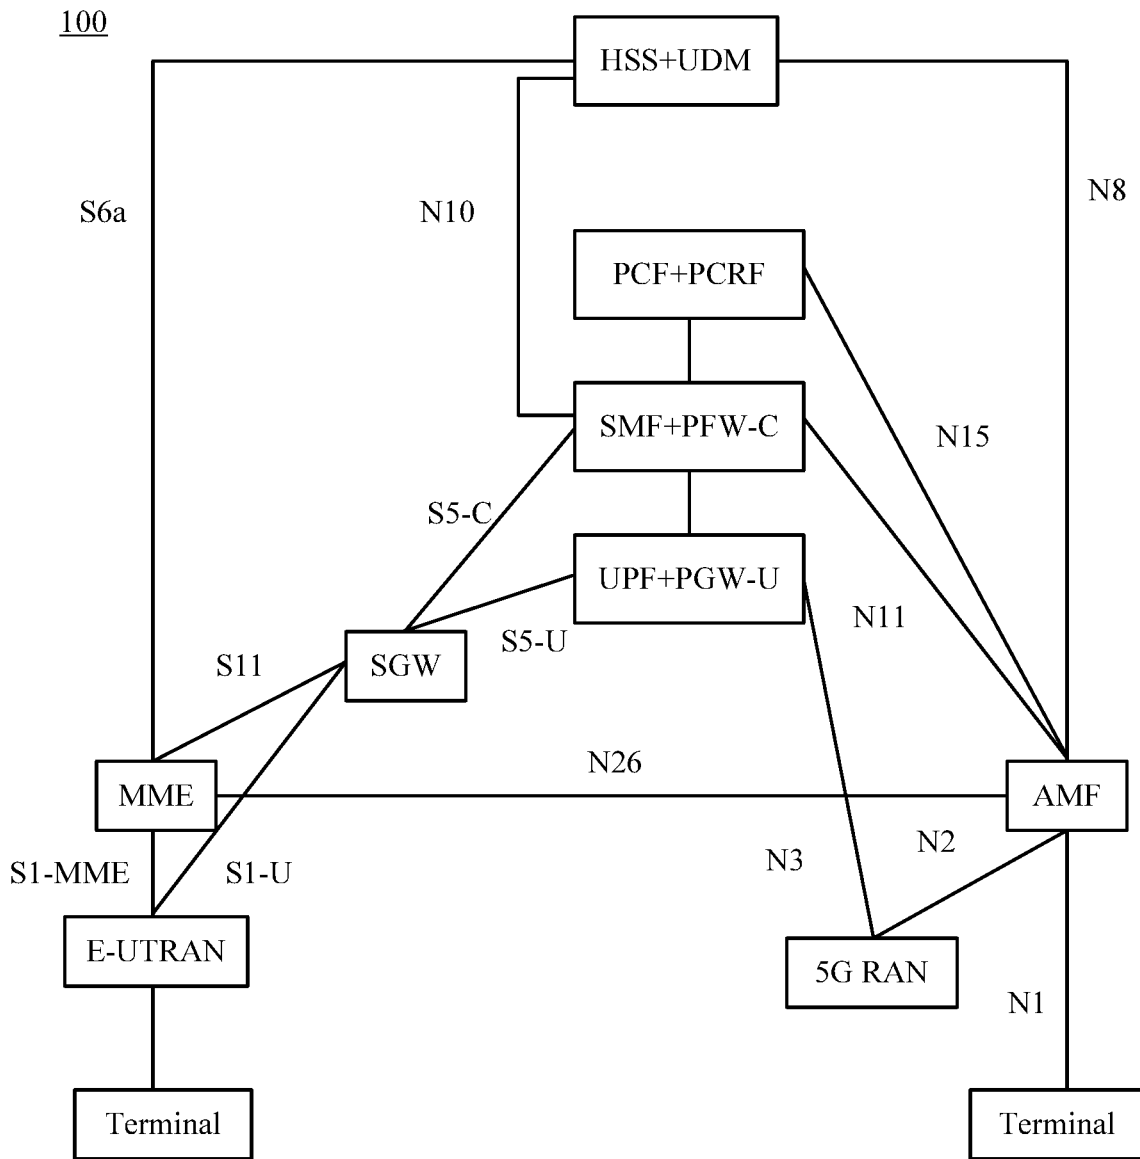 100
HSS+UDM
S6a
N10
N8
PCF+PCRF
SMF+PFW-C
N15
S5-C
UPF+PGW-U
N11
S5-U
S11
SGW
N26
MME
AMF
N2
N3
S1-MME
S1-U
E-UTRAN
5G RAN
N1
Terminal
Terminal